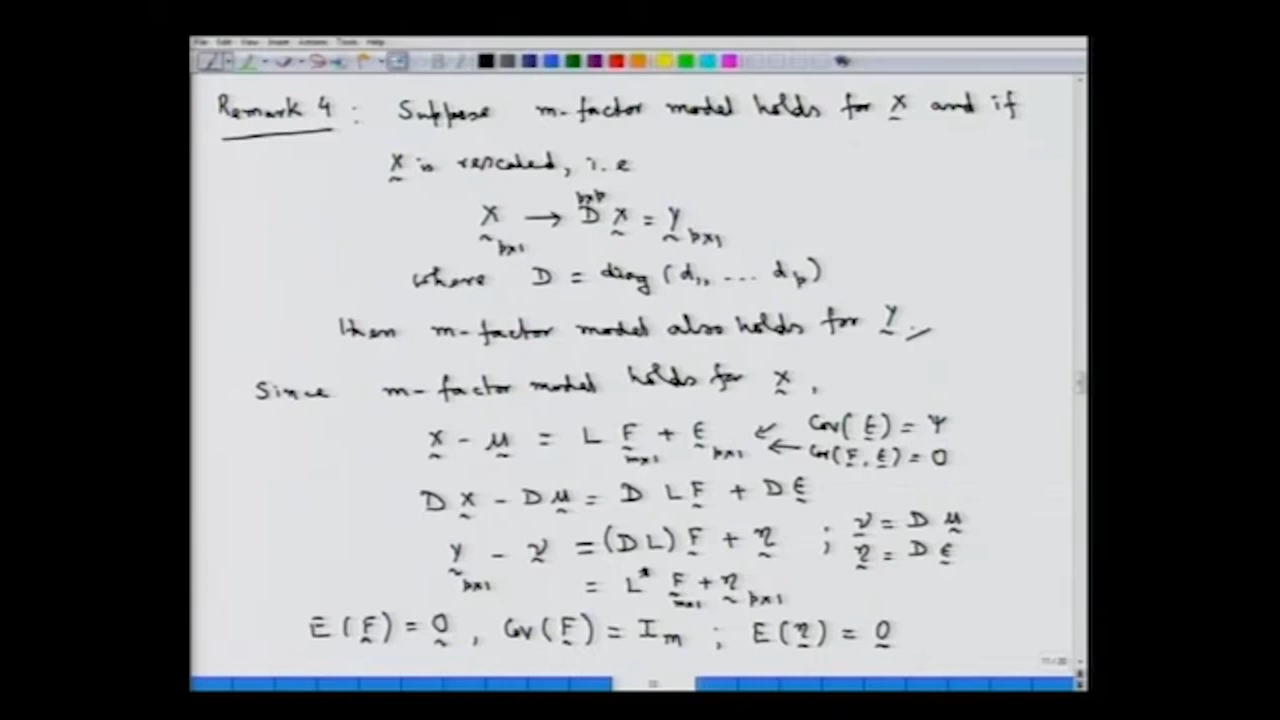 Remark 4 : Suppose m-factor model holds for X and if
X is rescaled, i.e
X p×1 → D p×p X = Y p×1
where D = diag (d1, ... dp)
then m-factor model also holds for Y.
Since m-factor model holds for X,
X - μ = L F m×1 + ε p×1 ← Cov(ε) = Ψ
← Cov(F, ε) = 0
D X - D μ = D L F + D ε
Y p×1 - ν = (D L) F + η ; ν = D μ
η = D ε
= L* F m×1 + η p×1
E(F) = 0, Cov(F) = I m ; E(η) = 0